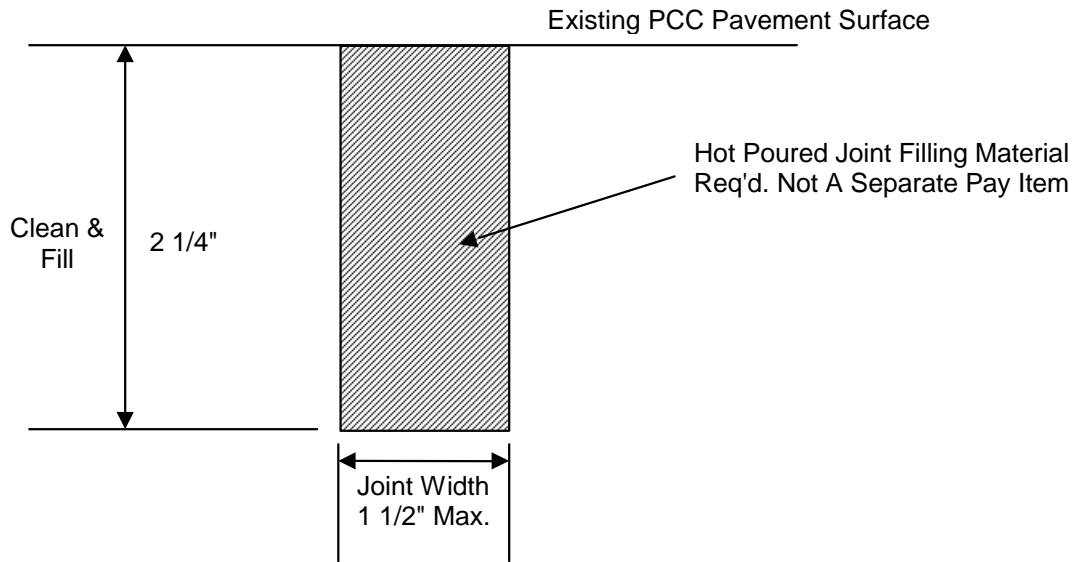 Existing PCC Pavement Surface
Hot Poured Joint Filling Material
Req'd. Not A Separate Pay Item
Clean &
Fill
2 1/4"
Joint Width
1 1/2" Max.